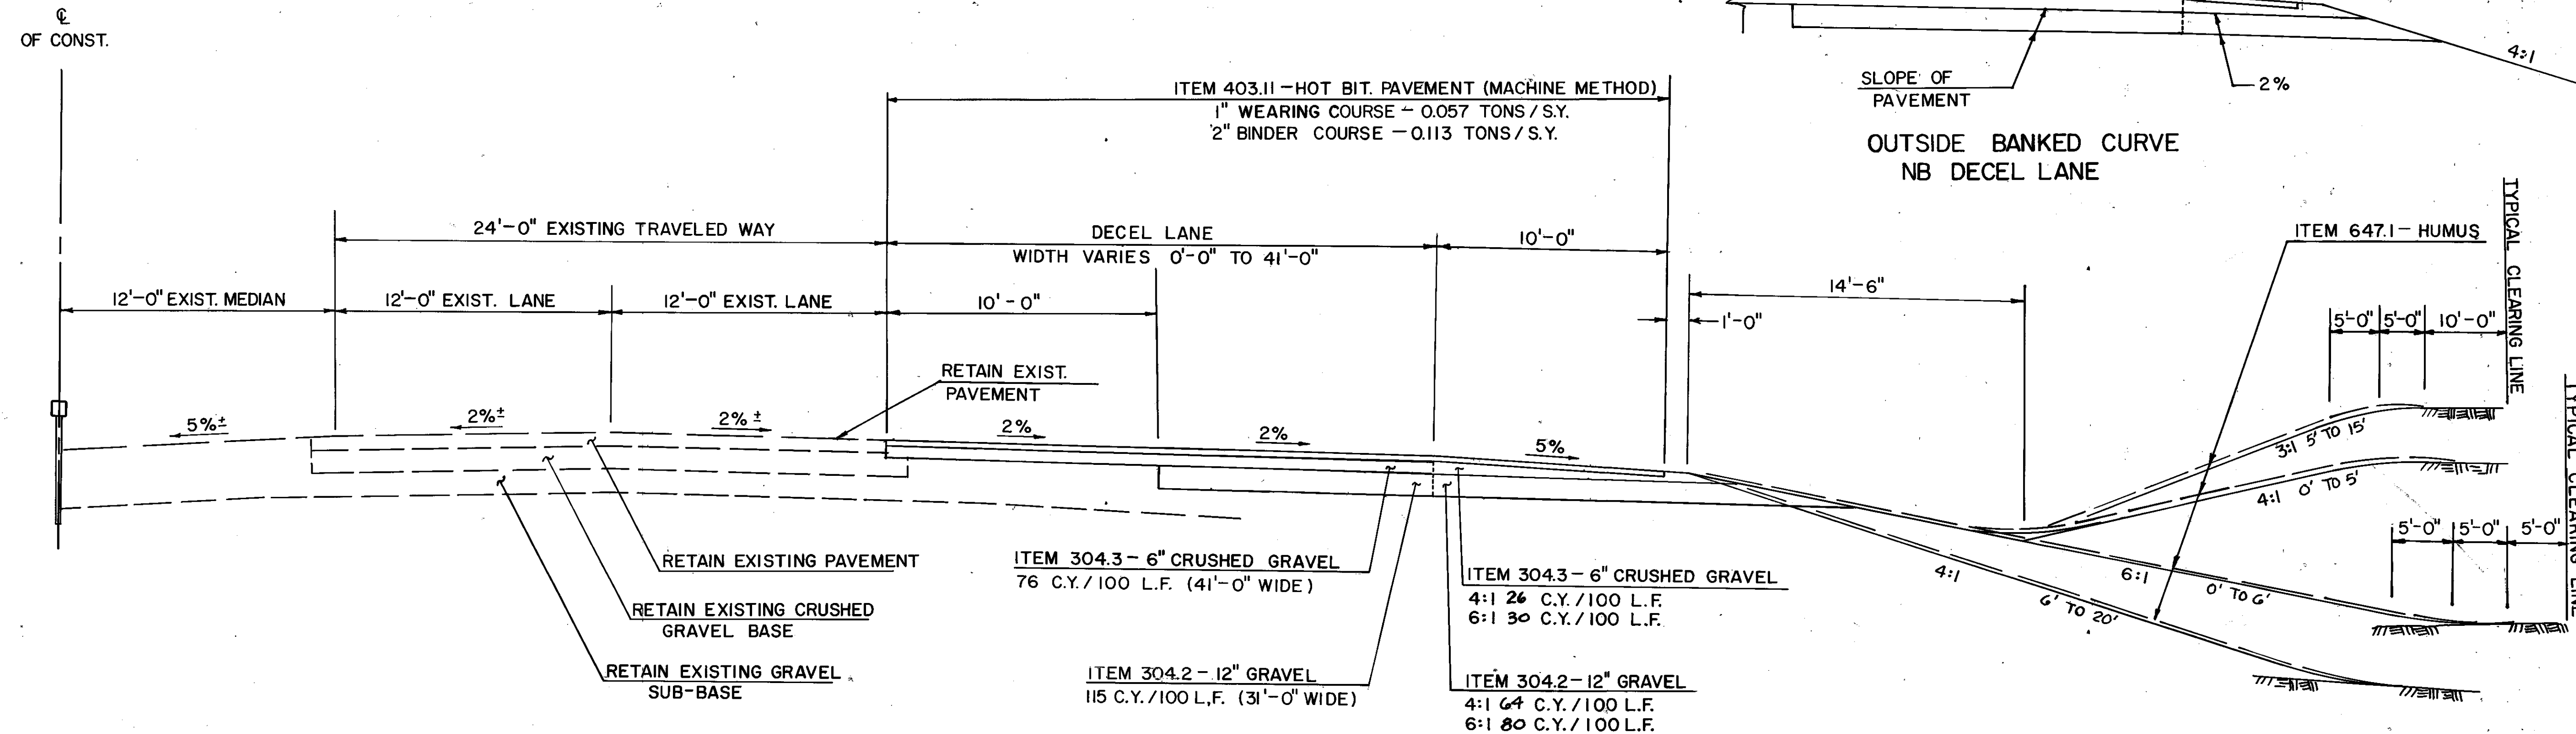 ℄
OF CONST.
4:1
SLOPE OF
PAVEMENT
2%
OUTSIDE BANKED CURVE
NB DECEL LANE
ITEM 403.11-HOT BIT. PAVEMENT (MACHINE METHOD)
1" WEARING COURSE - 0.057 TONS/S.Y.
2" BINDER COURSE - 0.113 TONS/S.Y.
24'-0" EXISTING TRAVELED WAY
DECEL LANE
WIDTH VARIES 0'-0" TO 41'-0"
10'-0"
12'-0" EXIST. MEDIAN
12'-0" EXIST. LANE
12'-0" EXIST. LANE
10'-0"
14'-6"
1'-0"
ITEM 647.1- HUMUS
TYPICAL CLEARING LINE
5'-0"
5'-0"
10'-0"
TYPICAL CLEARING LINE
RETAIN EXIST.
PAVEMENT
5%±
2%±
2%±
2%
2%
5%
3:1 5' TO 15'
4:1 0' TO 5'
5'-0"
5'-0"
5'-0"
4:1
6' TO 20'
6:1
0' TO 6'
RETAIN EXISTING PAVEMENT
RETAIN EXISTING CRUSHED
GRAVEL BASE
RETAIN EXISTING GRAVEL
SUB-BASE
ITEM 304.3-6" CRUSHED GRAVEL
76 C.Y./100 L.F. (41'-0" WIDE)
ITEM 304.2-12" GRAVEL
115 C.Y./100 L.F. (31'-0" WIDE)
ITEM 304.3-6" CRUSHED GRAVEL
4:1 26 C.Y./100 L.F.
6:1 30 C.Y./100 L.F.
ITEM 304.2-12" GRAVEL
4:1 64 C.Y./100 L.F.
6:1 80 C.Y./100 L.F.